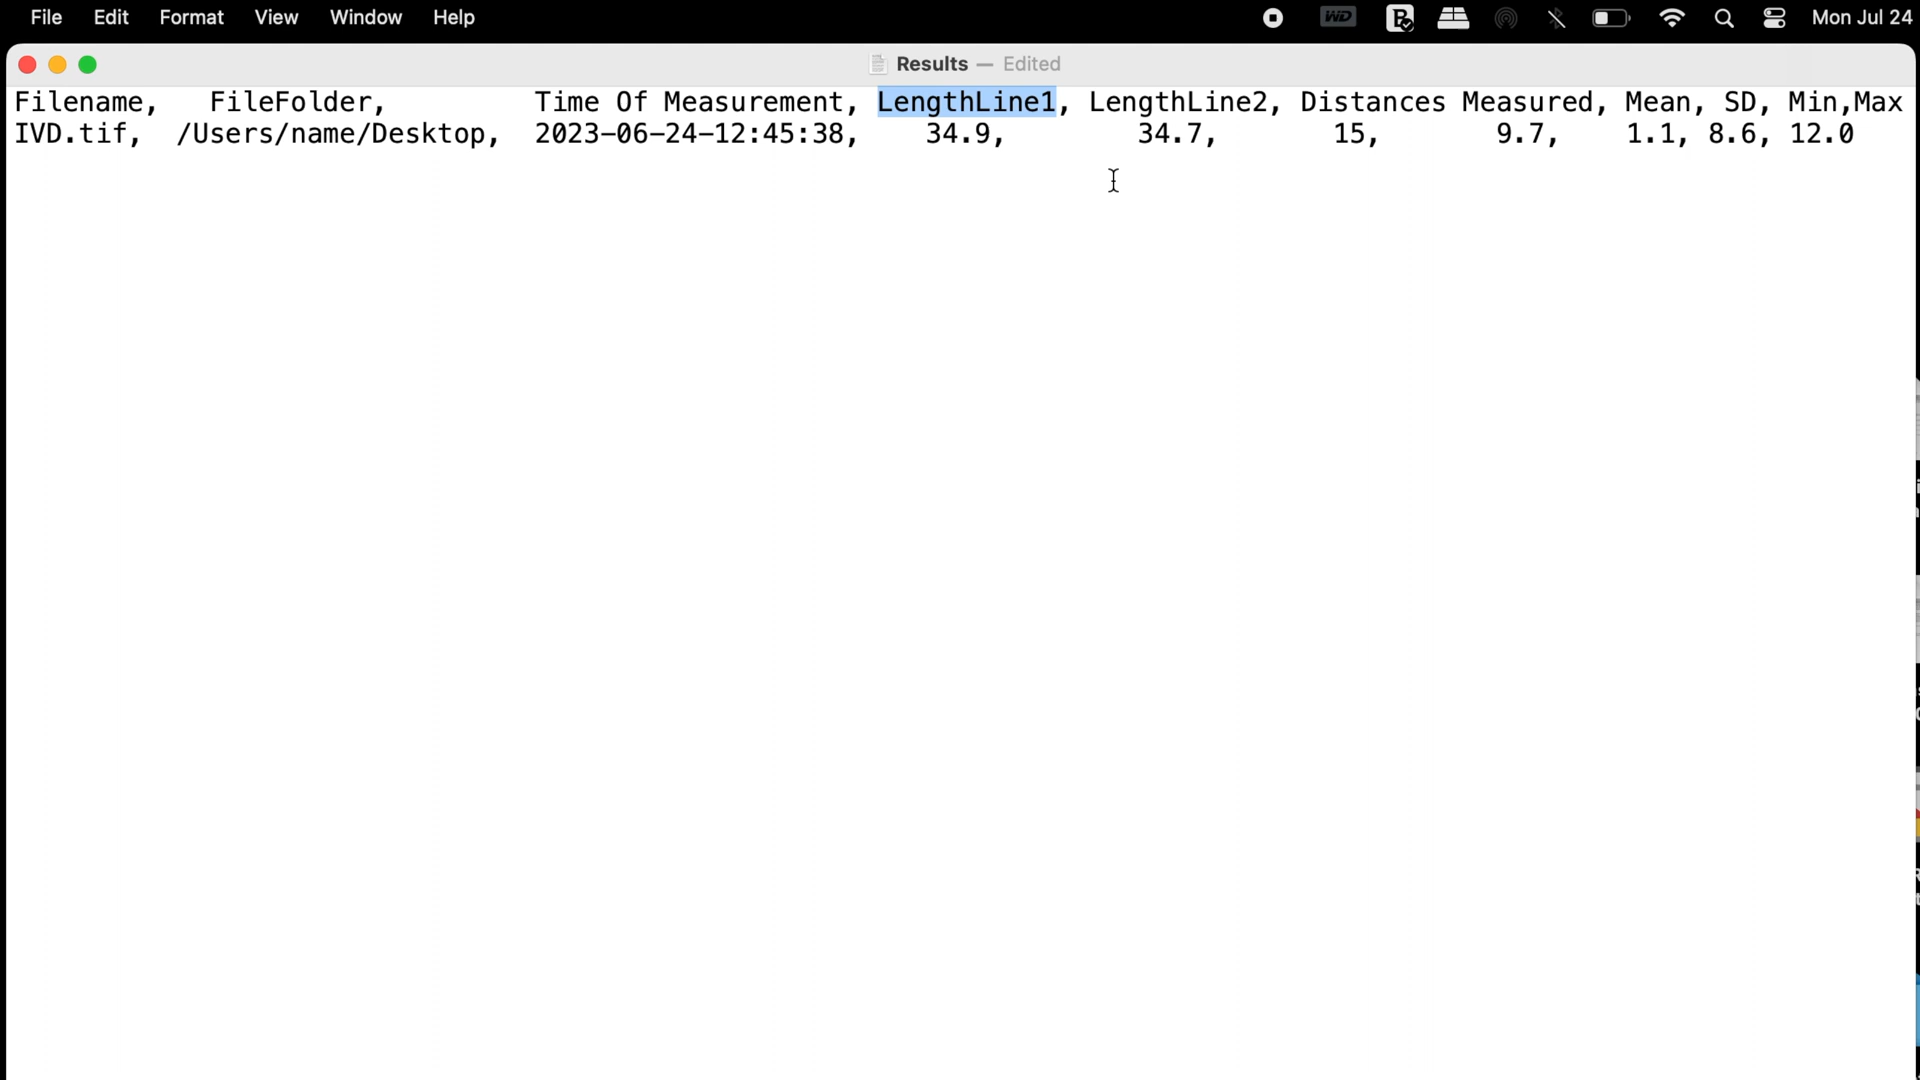 File Edit Format View Window Help WD Mon Jul 24
Results — Edited
Filename, FileFolder, Time Of Measurement, LengthLine1, LengthLine2, Distances Measured, Mean, SD, Min,Max
IVD.tif, /Users/name/Desktop, 2023-06-24-12:45:38, 34.9, 34.7, 15, 9.7, 1.1, 8.6, 12.0